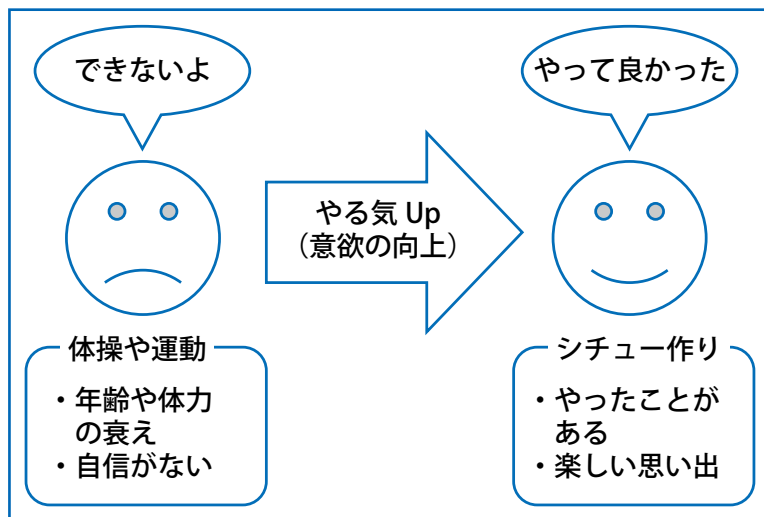 できないよ
やって良かった
やる気 Up
（意欲の向上）
体操や運動
・年齢や体力
の衰え
・自信がない
シチュー作り
・やったことが
ある
・楽しい思い出